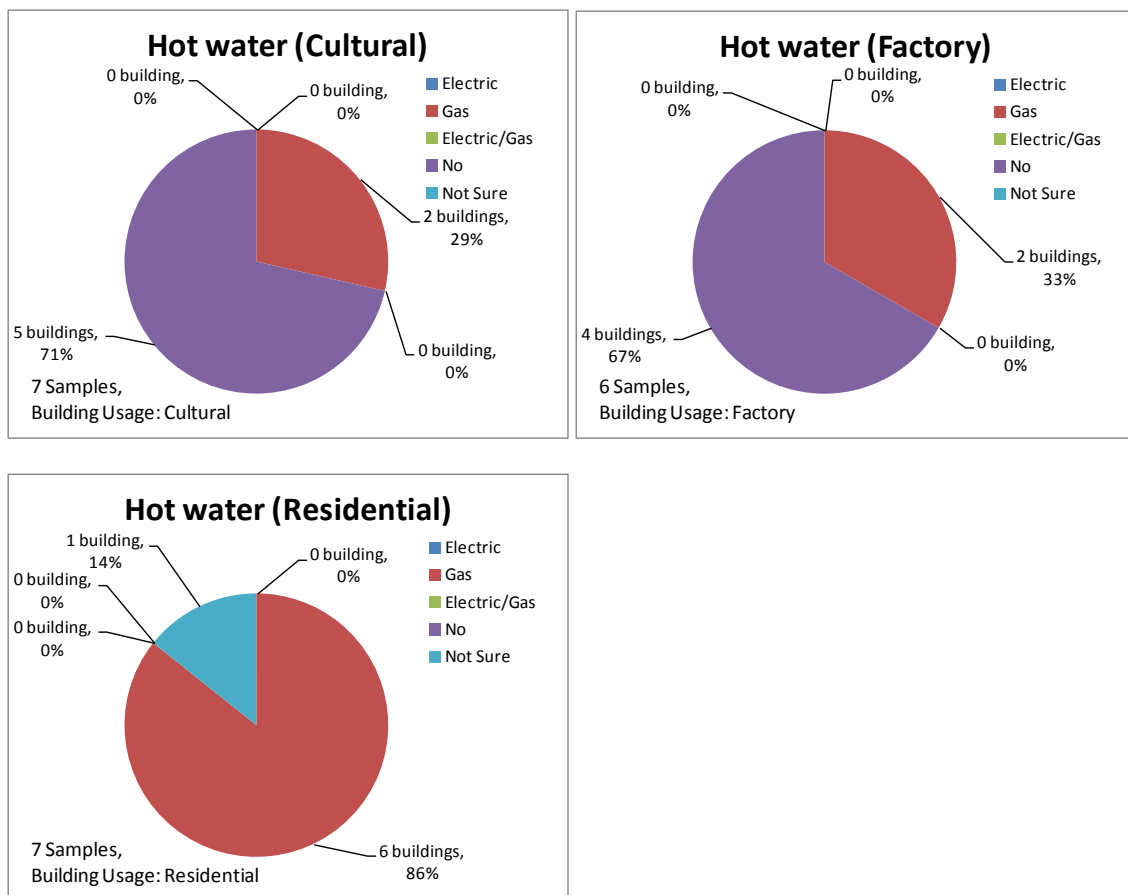 Hot water (Cultural)
0 building,
0%
0 building,
0%
Electric
Gas
Electric/Gas
No
Not Sure
2 buildings,
29%
5 buildings,
71%
0 building,
0%
7 Samples,
Building Usage: Cultural
Hot water (Factory)
0 building,
0%
0 building,
0%
Electric
Gas
Electric/Gas
No
Not Sure
2 buildings,
33%
4 buildings,
67%
0 building,
0%
6 Samples,
Building Usage: Factory
Hot water (Residential)
1 building,
14%
0 building,
0%
0 building,
0%
0 building,
0%
Electric
Gas
Electric/Gas
No
Not Sure
7 Samples,
Building Usage: Residential
6 buildings,
86%